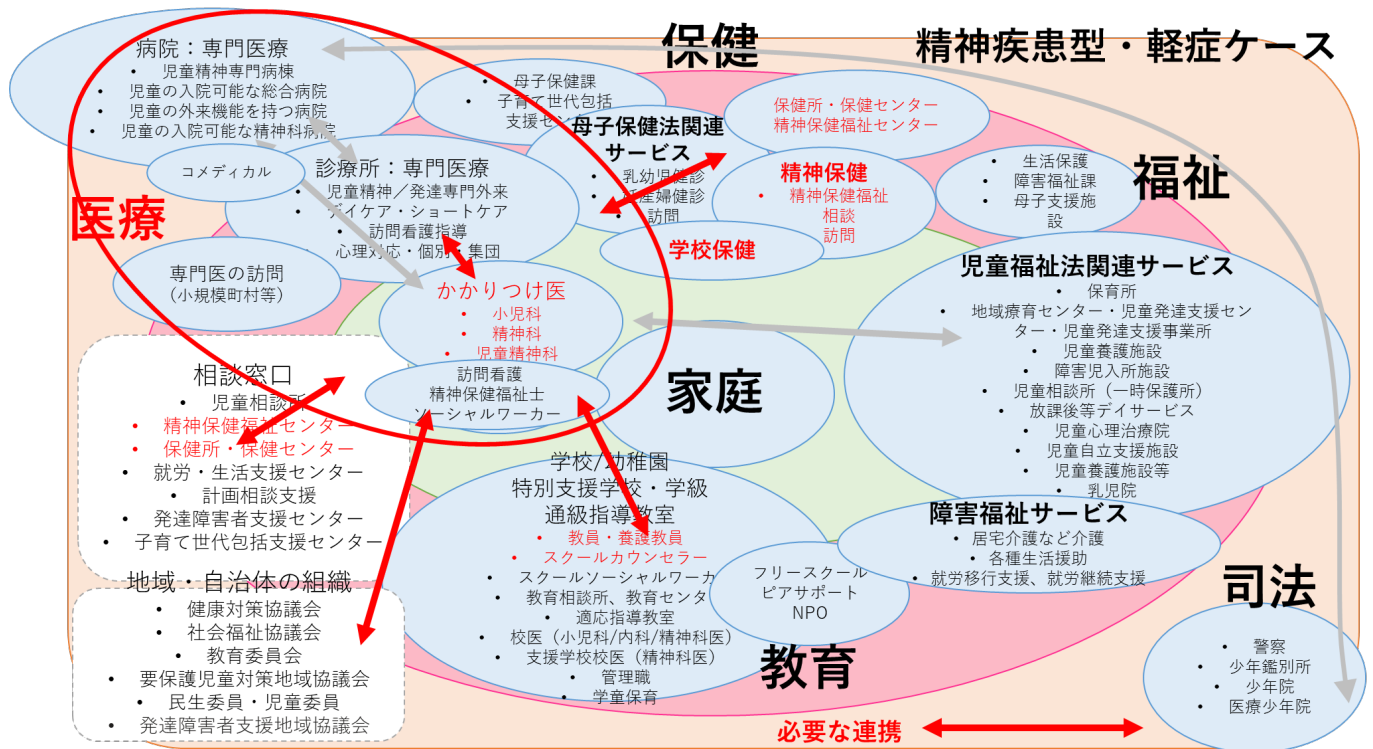 精神疾患型・軽症ケース
保健
病院：専門医療
• 児童精神専門病棟
• 児童の入院可能な総合病院
• 児童の外来機能を持つ病院
• 児童の入院可能な精神科病院
コメディカル
医療
診療所：専門医療
• 児童精神／発達専門外来
• デイケア・ショートケア
• 訪問看護指導
• 心理対応・個別・集団
専門医の訪問
（小規模町村等）
かかりつけ医
• 小児科
• 精神科
• 児童精神科
訪問看護
精神保健福祉士
ソーシャルワーカー
• 母子保健課
• 子育て世代包括
支援セン
母子保健法関連
サービス
• 乳幼児健診
• 妊産婦健診
• 訪問
保健所・保健センター
精神保健福祉センター
精神保健
• 精神保健福祉
相談
訪問
学校保健
福祉
• 生活保護
• 障害福祉課
• 母子支援施
設
児童福祉法関連サービス
• 保育所
• 地域療育センター・児童発達支援セン
ター・児童発達支援事業所
• 児童養護施設
• 障害児入所施設
• 児童相談所（一時保護所）
• 放課後等デイサービス
• 児童心理治療院
• 児童自立支援施設
• 児童養護施設等
• 乳児院
障害福祉サービス
• 居宅介護など介護
• 各種生活援助
• 就労移行支援、就労継続支援
家庭
相談窓口
• 児童相談所
• 精神保健福祉センター
• 保健所・保健センター
• 就労・生活支援センター
• 計画相談支援
• 発達障害者支援センター
• 子育て世代包括支援センター
地域・自治体の組織
• 健康対策協議会
• 社会福祉協議会
• 教育委員会
• 要保護児童対策地域協議会
• 民生委員・児童委員
• 発達障害者支援地域協議会
学校/幼稚園
特別支援学校・学級
通級指導教室
• 教員・養護教員
• スクールカウンセラー
• スクールソーシャルワーカ
• 教育相談所、教育センタ
• 適応指導教室
• 校医（小児科/内科/精神科医）
• 支援学校校医（精神科医）
• 管理職
• 学童保育
フリースクール
ピアサポート
NPO
教育
司法
• 警察
• 少年鑑別所
• 少年院
• 医療少年院
必要な連携